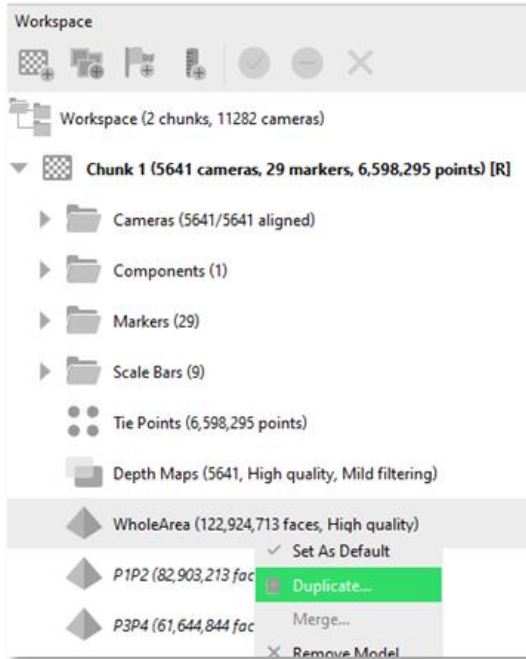 Workspace
Workspace (2 chunks, 11282 cameras)
Chunk 1 (5641 cameras, 29 markers, 6,598,295 points) [R]
Cameras (5641/5641 aligned)
Components (1)
Markers (29)
Scale Bars (9)
Tie Points (6,598,295 points)
Depth Maps (5641, High quality, Mild filtering)
WholeArea (122,924,713 faces, High quality)
Set As Default
P1P2 (82,903,213 fac
Duplicate...
Merge...
P3P4 (61,644,844 fac
Remove Model